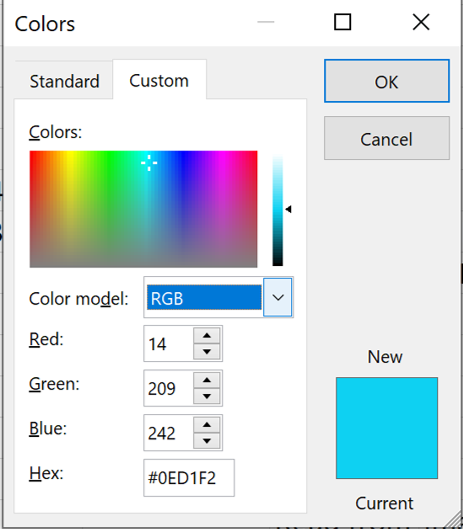 Colors
Standard
Custom
OK
Cancel
Colors:
Color model:
RGB
Red:
14
Green:
209
Blue:
242
Hex:
#0ED1F2
New
Current